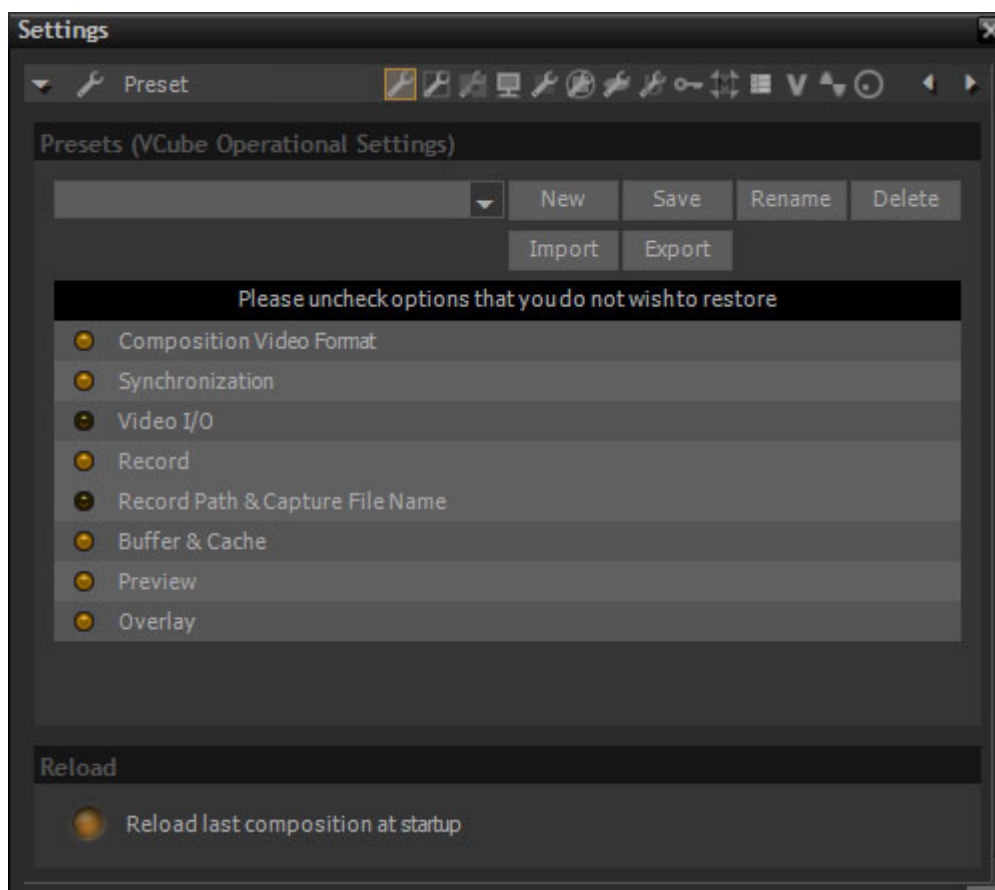 Settings
Preset
Presets (VCube Operational Settings)
New Save Rename Delete
Import Export
Please uncheck options that you do not wish to restore
Composition Video Format
Synchronization
Video I/O
Record
Record Path & Capture File Name
Buffer & Cache
Preview
Overlay
Reload
Reload last composition at startup